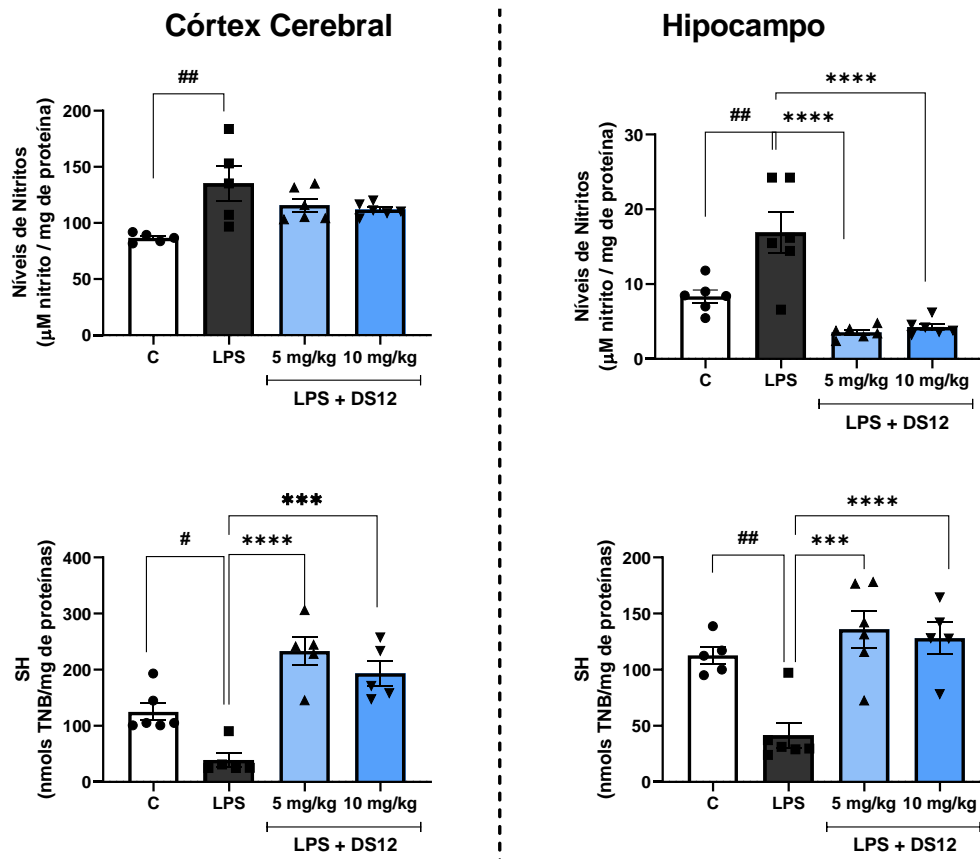 Córtex Cerebral
Hipocampo
Níveis de Nitritos
(µM nitrito / mg de proteína)
200
150
100
50
0
##
C
LPS
5 mg/kg
10 mg/kg
LPS + DS12
Níveis de Nitritos
(µM nitrito / mg de proteína)
30
20
10
0
##
****
****
C
LPS
5 mg/kg
10 mg/kg
LPS + DS12
SH
(nmols TNB/mg de proteínas)
400
300
200
100
0
#
****
***
C
LPS
5 mg/kg
10 mg/kg
LPS + DS12
SH
(nmols TNB/mg de proteínas)
200
150
100
50
0
##
***
****
C
LPS
5 mg/kg
10 mg/kg
LPS + DS12